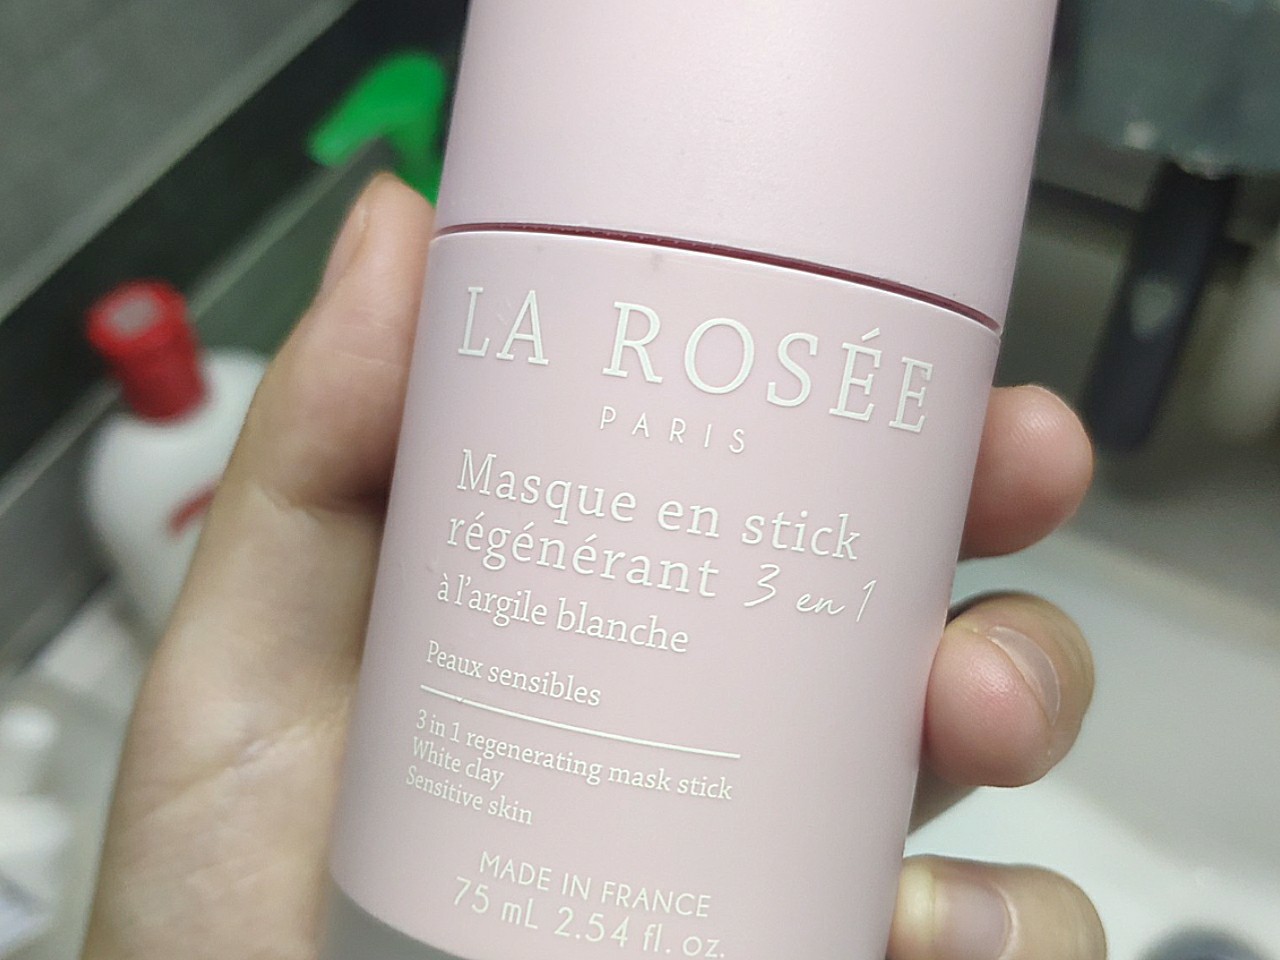 LA ROSÉE
PARIS
Masque en stick
régénérant 3 en 1
à l'argile blanche
Peaux sensibles
3 in 1 regenerating mask stick
White clay
Sensitive skin
MADE IN FRANCE
75 mL 2.54 fl. oz.